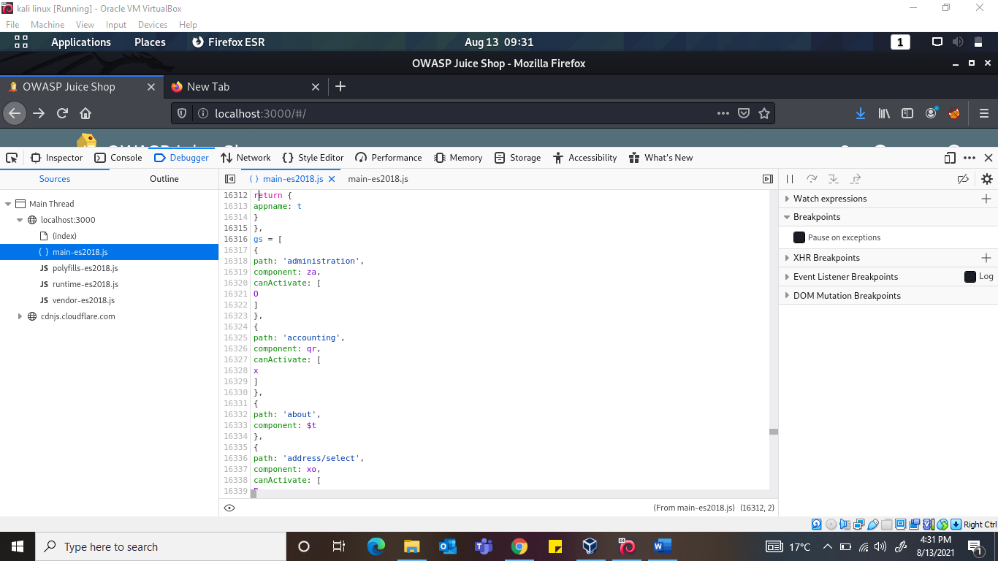 kali linux [Running] - Oracle VM VirtualBox
File Machine View Input Devices Help
Applications Places Firefox ESR Aug 13 09:31 1
OWASP Juice Shop - Mozilla Firefox
OWASP Juice Shop New Tab
localhost:3000/#/
Inspector Console Debugger Network Style Editor Performance Memory Storage Accessibility What's New
Sources Outline main-es2018.js main-es2018.js
Main Thread
localhost:3000
(index)
main-es2018.js
JS polyfills-es2018.js
JS runtime-es2018.js
JS vendor-es2018.js
cdnjs.cloudflare.com
16312 return {
16313 appname: t
16314 }
16315 },
16316 gs = [
16317 {
16318 path: 'administration',
16319 component: za,
16320 canActivate: [
16321 O
16322 ]
16323 },
16324 {
16325 path: 'accounting',
16326 component: qr,
16327 canActivate: [
16328 x
16329 ]
16330 },
16331 {
16332 path: 'about',
16333 component: $t
16334 },
16335 {
16336 path: 'address/select',
16337 component: xo,
16338 canActivate: [
16339
(From main-es2018.js) (16312, 2)
Watch expressions
Breakpoints
Pause on exceptions
XHR Breakpoints
Event Listener Breakpoints Log
DOM Mutation Breakpoints
Right Ctrl
Type here to search
17°C
4:31 PM
8/13/2021
1